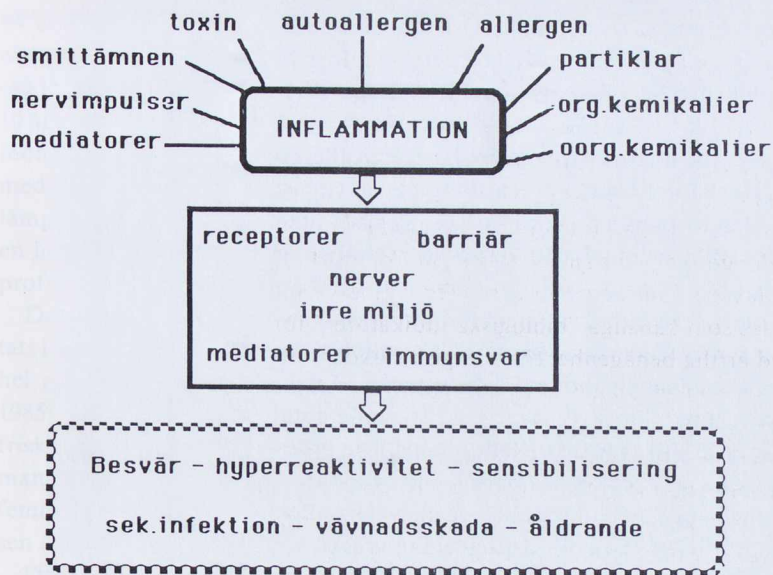 toxin autoallergen allergen
smittämnen partiklar
nervimpulser org.kemikalier
INFLAMMATION
mediatorer oorg.kemikalier
receptorer barriär
nerver
inre miljö
mediatorer immunsvar
Besvär - hyperreaktivitet - sensibilisering
sek.infektion - vävnadsskada - åldrande